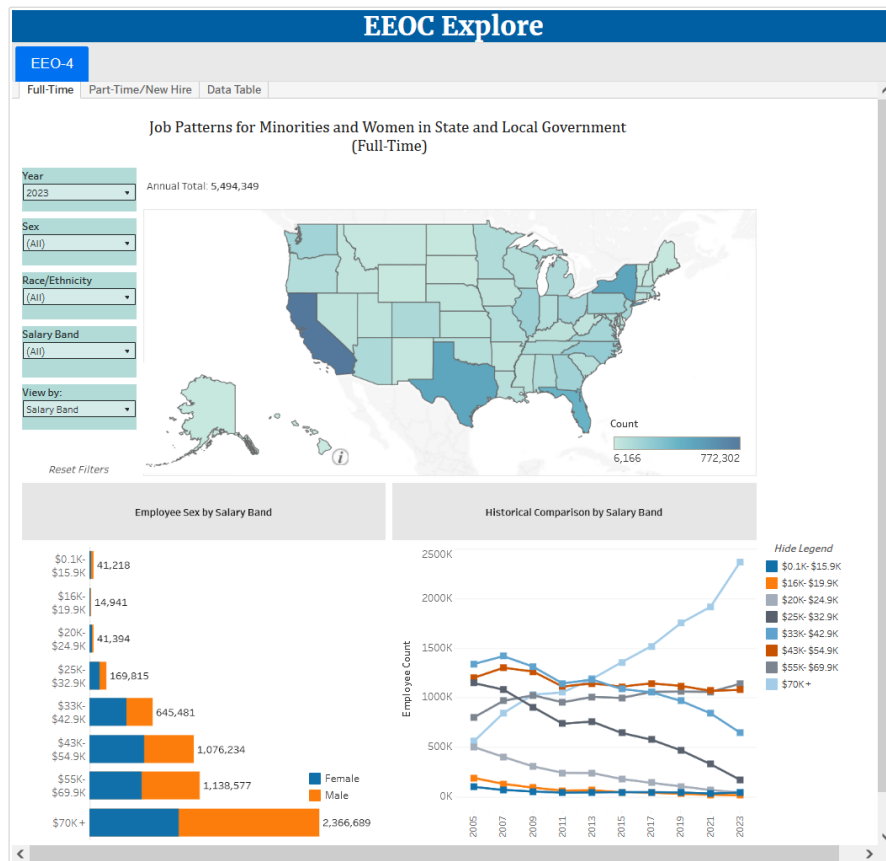 EEOC Explore
EEO-4
Full-Time
Part-Time/New Hire
Data Table
Job Patterns for Minorities and Women in State and Local Government
(Full-Time)
Year
2023
Annual Total: 5,494,349
Sex
(All)
Race/Ethnicity
(All)
Salary Band
(All)
View by:
Salary Band
Reset Filters
i
Count
6,166
772,302
Employee Sex by Salary Band
$0.1K-
$15.9K
41,218
$16K-
$19.9K
14,941
$20K-
$24.9K
41,394
$25K-
$32.9K
169,815
$33K-
$42.9K
645,481
$43K-
$54.9K
1,076,234
$55K-
$69.9K
1,138,577
$70K+
2,366,689
Female
Male
Historical Comparison by Salary Band
Employee Count
2500K
2000K
1500K
1000K
500K
0K
2005
2007
2009
2011
2013
2015
2017
2019
2021
2023
Hide Legend
$0.1K- $15.9K
$16K- $19.9K
$20K- $24.9K
$25K- $32.9K
$33K- $42.9K
$43K- $54.9K
$55K- $69.9K
$70K +